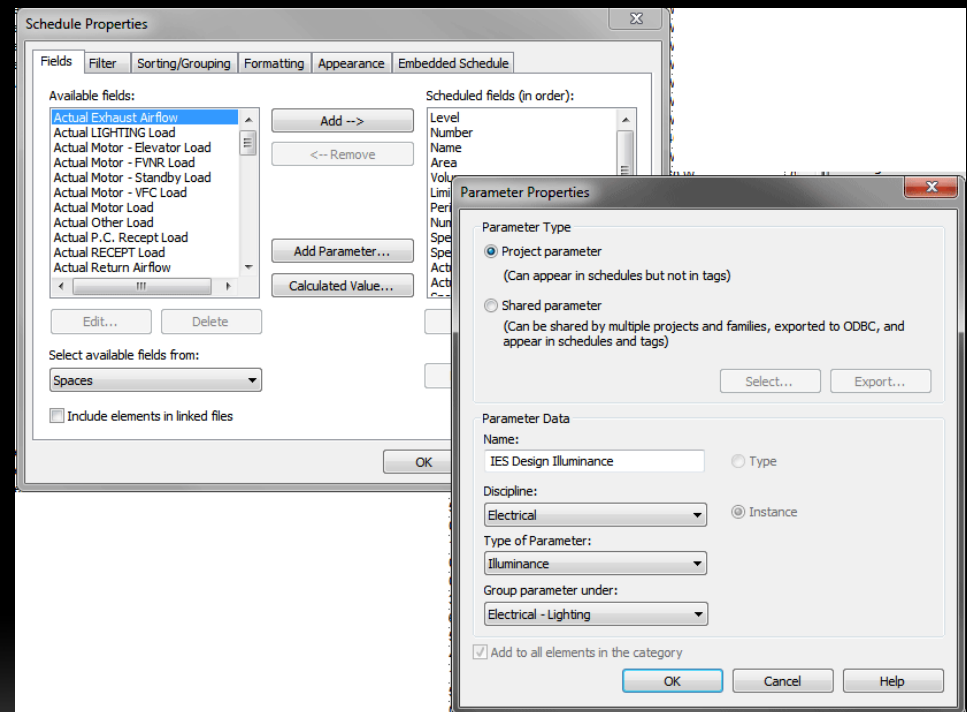 Schedule Properties
Fields
Filter
Sorting/Grouping
Formatting
Appearance
Embedded Schedule
Available fields:
Scheduled fields (in order):
Actual Exhaust Airflow
Actual LIGHTING Load
Actual Motor - Elevator Load
Actual Motor - FVNR Load
Actual Motor - Standby Load
Actual Motor - VFC Load
Actual Motor Load
Actual Other Load
Actual P.C. Recept Load
Actual RECEPT Load
Actual Return Airflow
Add -->
<-- Remove
Add Parameter...
Calculated Value...
Level
Number
Name
Area
Edit...
Delete
Select available fields from:
Spaces
Include elements in linked files
OK
Parameter Properties
Parameter Type
Project parameter
(Can appear in schedules but not in tags)
Shared parameter
(Can be shared by multiple projects and families, exported to ODBC, and
appear in schedules and tags)
Select...
Export...
Parameter Data
Name:
IES Design Illuminance
Type
Discipline:
Electrical
Instance
Type of Parameter:
Illuminance
Group parameter under:
Electrical - Lighting
Add to all elements in the category
OK
Cancel
Help